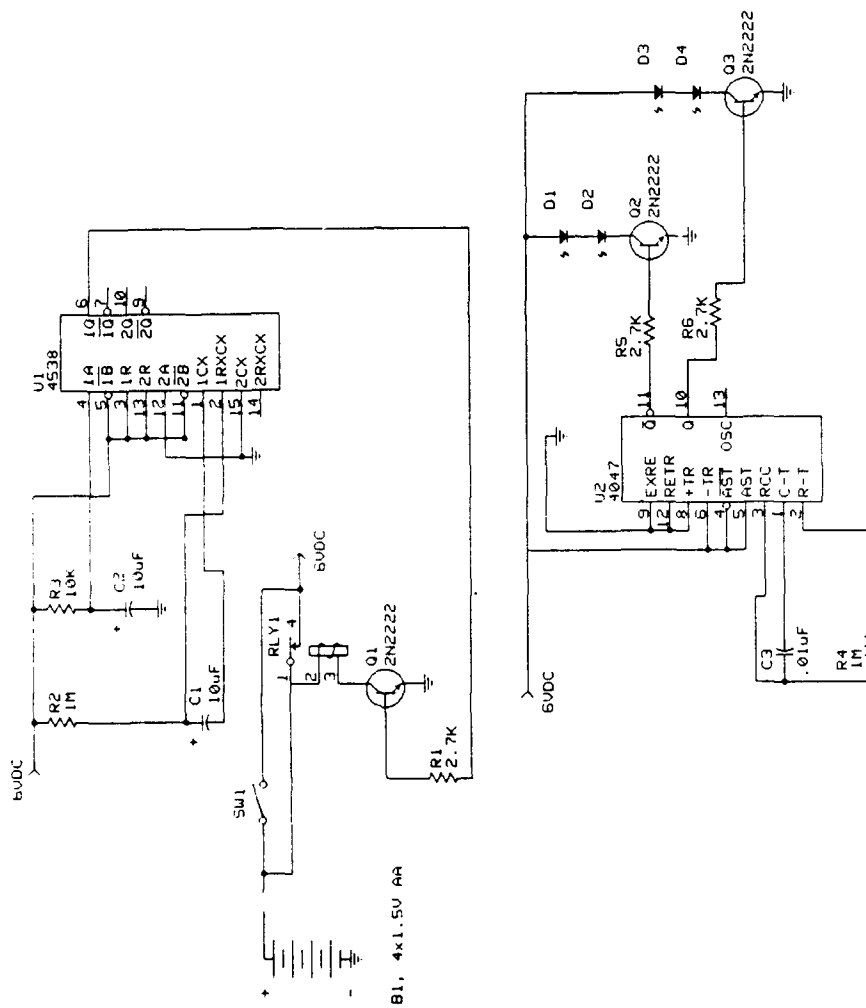 6VDC
R2
1M
R3
10K
+
C1
10uF
+
C2
10uF
U1
4538
4 1A
5 1B
3 1R
13 2R
12 2A
11 2B
1 1CX
2 1RXCX
15 2CX
14 2RXCX
1Q 6
1Q 7
2Q 10
2Q 9
SW1
6VDC
RLY1
1
4
2
3
Q1
2N2222
R1
2.7K
+
-
B1, 4x1.5V AA
6VDC
U2
4047
9 EXRE
12 RETR
8 +TR
6 -TR
4 AST
5 AST
3 RCC
1 C-T
2 R-T
Q 11
Q 10
OSC 13
C3
.01uF
R4
1M
R5
2.7K
R6
2.7K
D1
D2
Q2
2N2222
D3
D4
Q3
2N2222